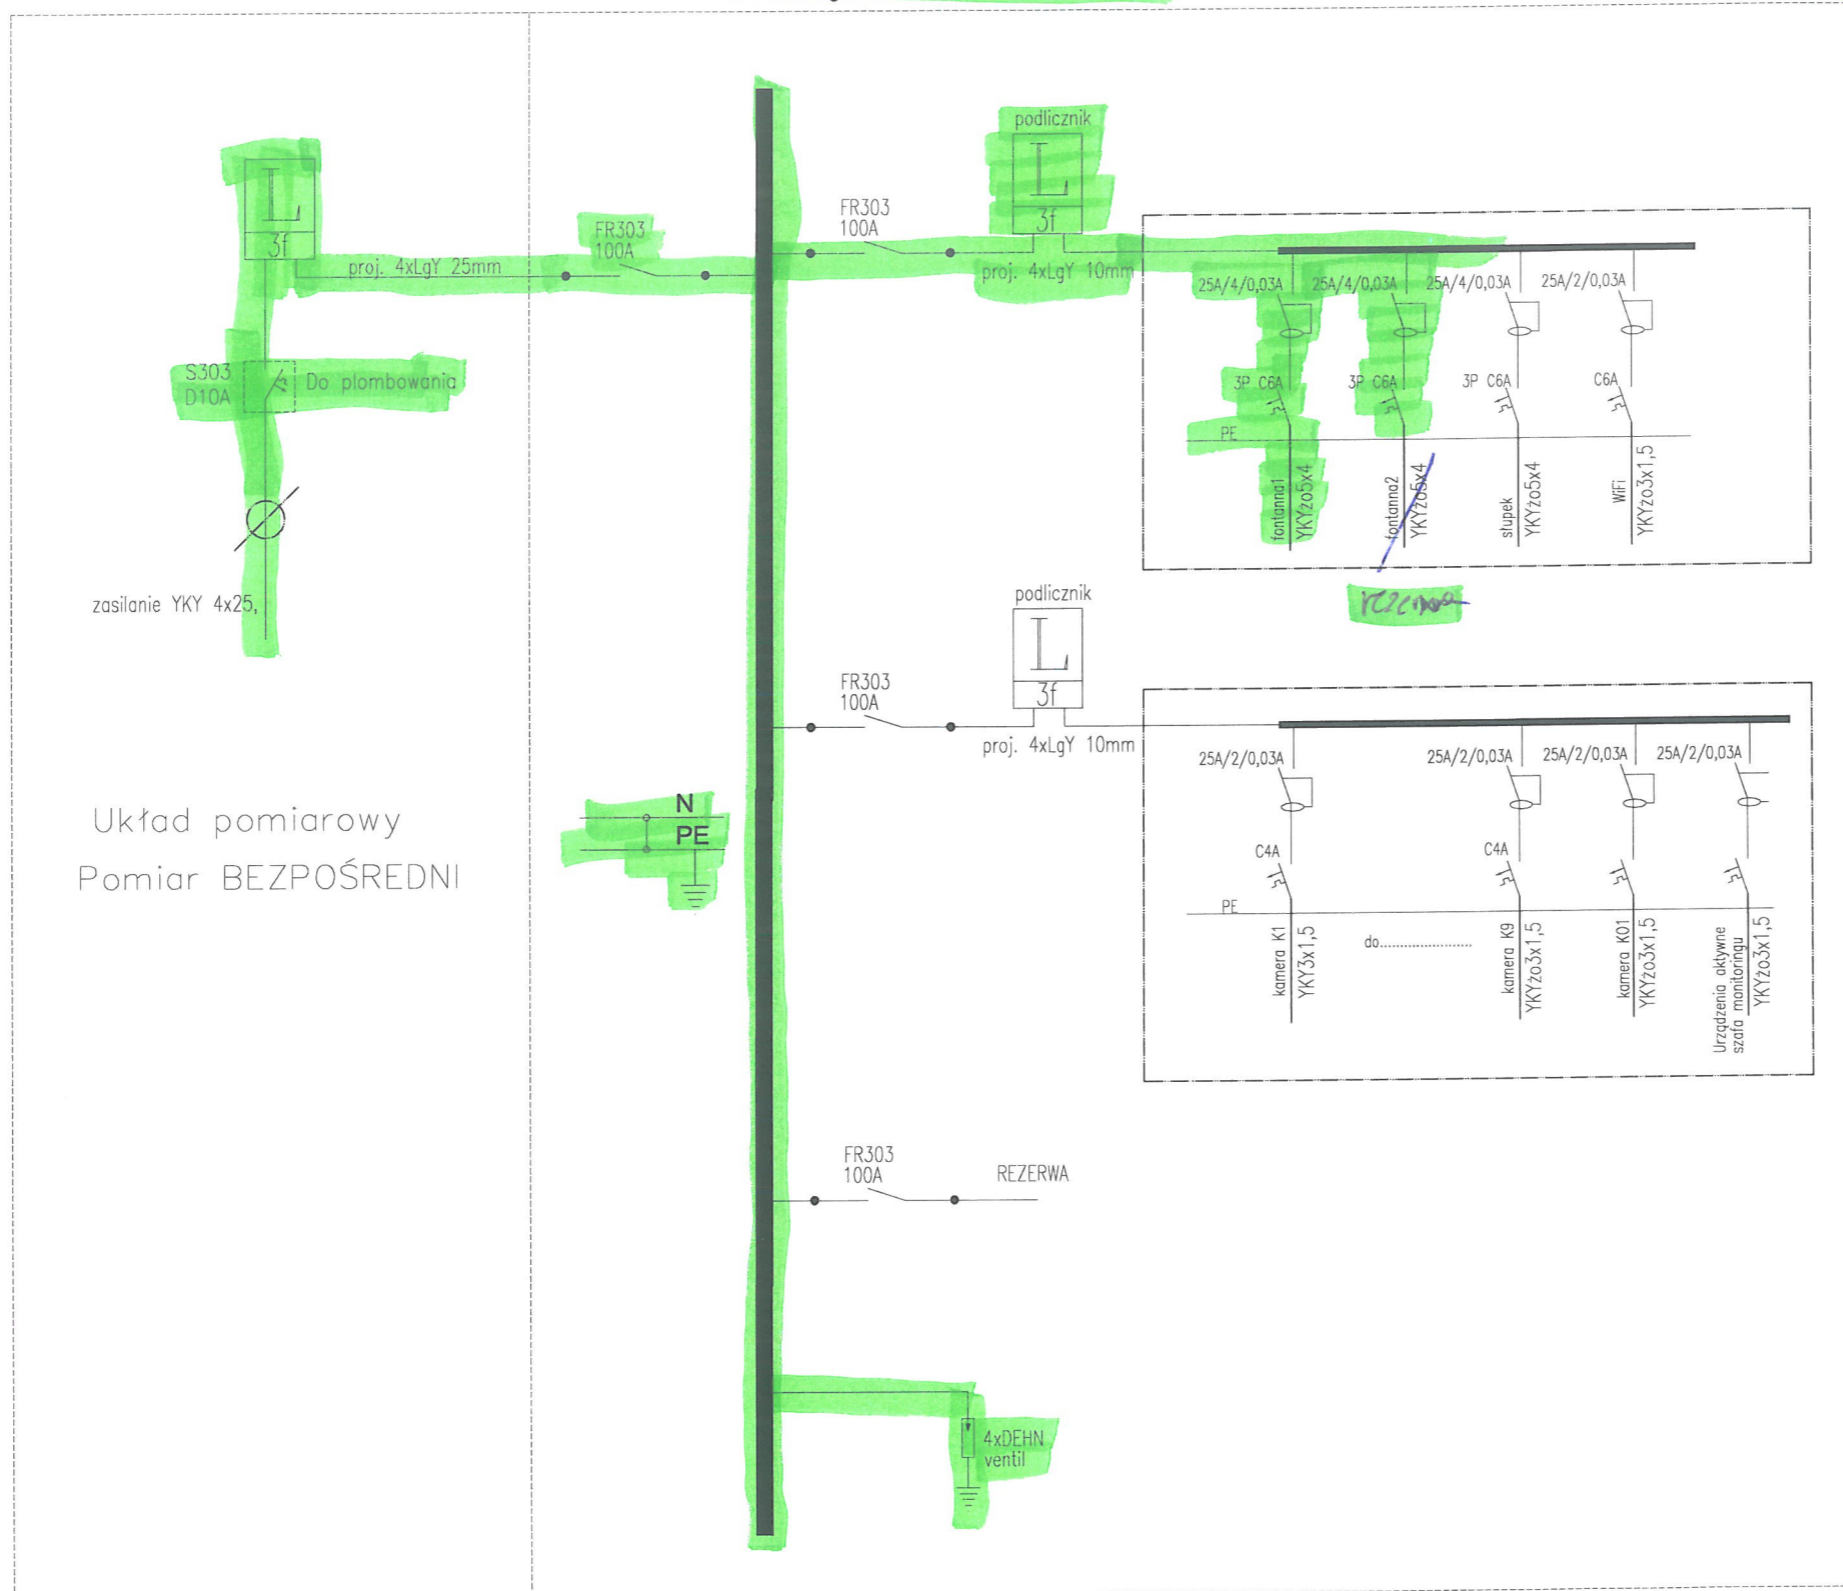 L
3f
proj. 4xLgY 25mm
FR303
100A
S303
D10A
Do plombowania
zasilanie YKY 4x25,
Układ pomiarowy
Pomiar BEZPOŚREDNI
N
PE
FR303
100A
podlicznik
L
3f
proj. 4xLgY 10mm
25A/4/0,03A
25A/4/0,03A
25A/4/0,03A
25A/2/0,03A
3P C6A
3P C6A
3P C6A
C6A
PE
fontanna1
YKYżo5x4
fontanna2
YKYżo5x4
słupek
YKYżo5x4
WiFi
YKYżo3x1,5
rezerwa
FR303
100A
podlicznik
L
3f
proj. 4xLgY 10mm
25A/2/0,03A
25A/2/0,03A
25A/2/0,03A
25A/2/0,03A
C4A
C4A
PE
kamera K1
YKY3x1,5
do......................
kamera K9
YKYżo3x1,5
kamera K01
YKYżo3x1,5
Urządzenia aktywne
szafa monitoringu
YKYżo3x1,5
FR303
100A
REZERWA
4xDEHN
ventil